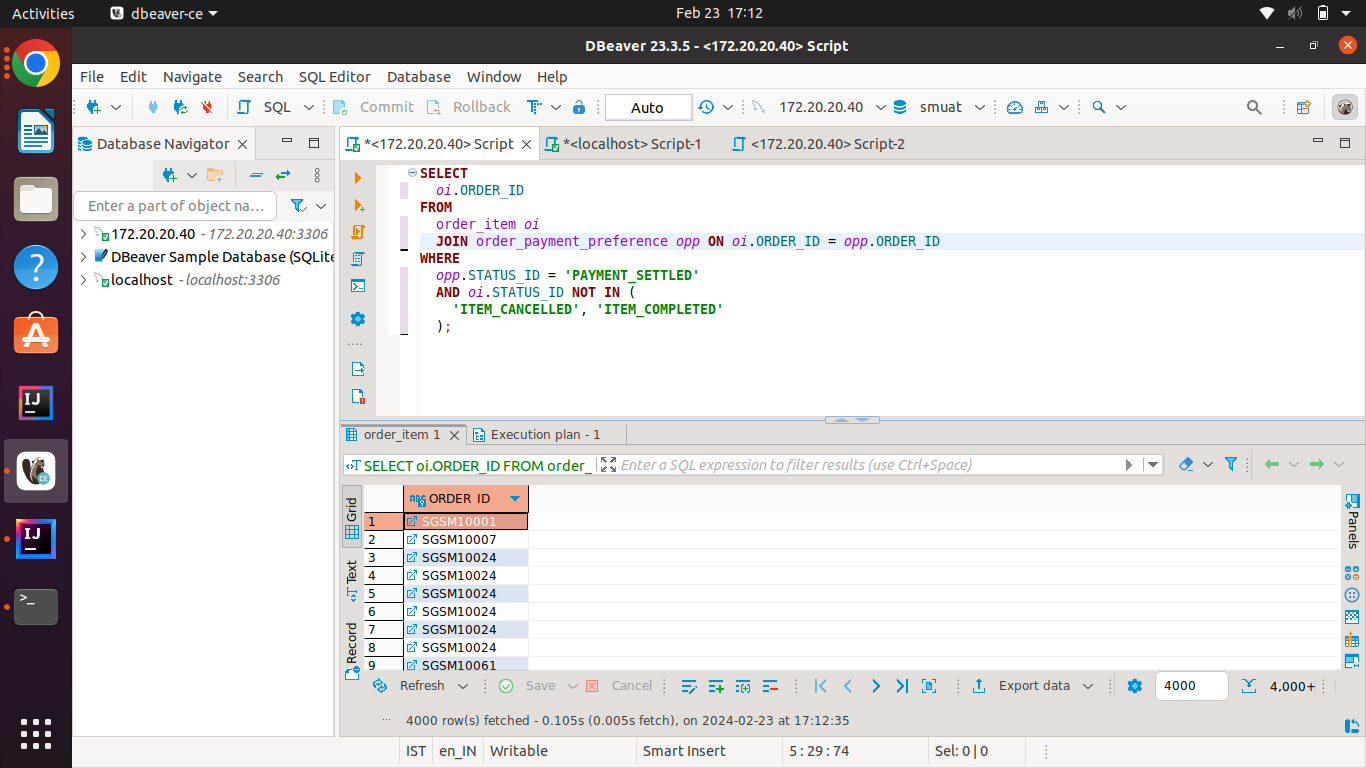 Activities
dbeaver-ce
Feb 23 17:12
DBeaver 23.3.5 - <172.20.20.40> Script
File Edit Navigate Search SQL Editor Database Window Help
SQL Commit Rollback Auto 172.20.20.40 smuat
Database Navigator
*<172.20.20.40> Script
*<localhost> Script-1
<172.20.20.40> Script-2
Enter a part of object na...
172.20.20.40 - 172.20.20.40:3306
DBeaver Sample Database (SQLite
localhost - localhost:3306
SELECT
oi.ORDER_ID
FROM
order_item oi
JOIN order_payment_preference opp ON oi.ORDER_ID = opp.ORDER_ID
WHERE
opp.STATUS_ID = 'PAYMENT_SETTLED'
AND oi.STATUS_ID NOT IN (
'ITEM_CANCELLED', 'ITEM_COMPLETED'
);
order_item 1
Execution plan - 1
SELECT oi.ORDER_ID FROM order_
Enter a SQL expression to filter results (use Ctrl+Space)
Grid
Text
Record
Panels
ORDER_ID
1 SGSM10001
2 SGSM10007
3 SGSM10024
4 SGSM10024
5 SGSM10024
6 SGSM10024
7 SGSM10024
8 SGSM10024
9 SGSM10061
Refresh Save Cancel Export data 4000 4,000+
4000 row(s) fetched - 0.105s (0.005s fetch), on 2024-02-23 at 17:12:35
IST en_IN Writable Smart Insert 5 : 29 : 74 Sel: 0 | 0